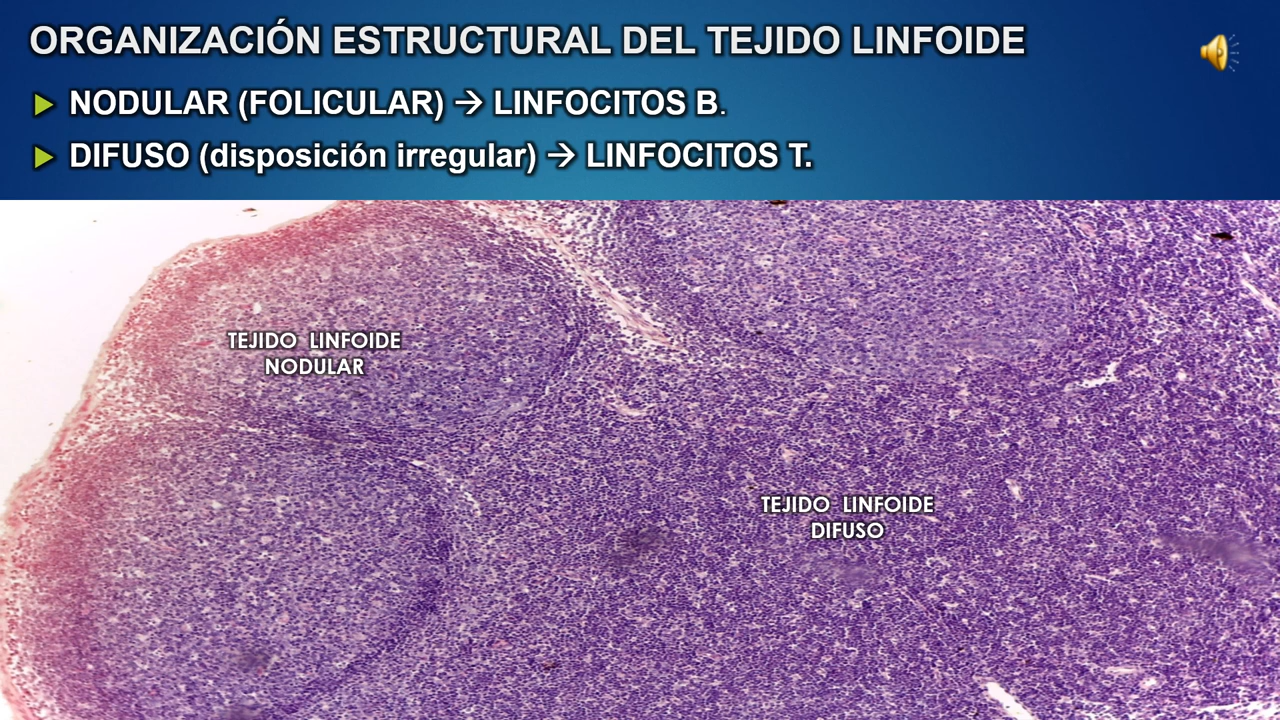 ORGANIZACIÓN ESTRUCTURAL DEL TEJIDO LINFOIDE
NODULAR (FOLICULAR) → LINFOCITOS B.
DIFUSO (disposición irregular) → LINFOCITOS T.
TEJIDO LINFOIDE
NODULAR
TEJIDO LINFOIDE
DIFUSO